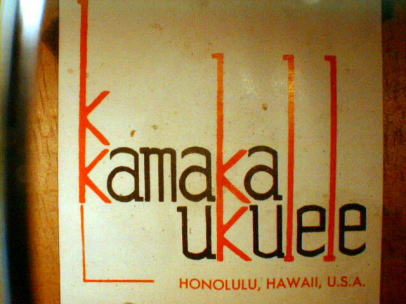 k
kamaka
ukulele
HONOLULU, HAWAII, U.S.A.